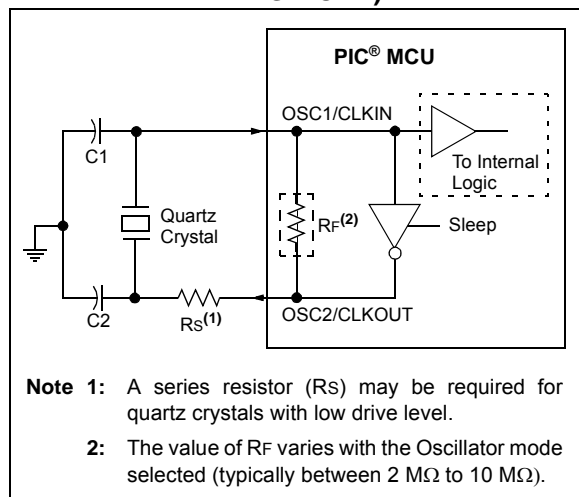 PIC® MCU
OSC1/CLKIN
C1
To Internal
Logic
Quartz
Crystal
RF(2)
Sleep
C2
RS(1)
OSC2/CLKOUT
Note 1: A series resistor (RS) may be required for
quartz crystals with low drive level.
2: The value of RF varies with the Oscillator mode
selected (typically between 2 MΩ to 10 MΩ).